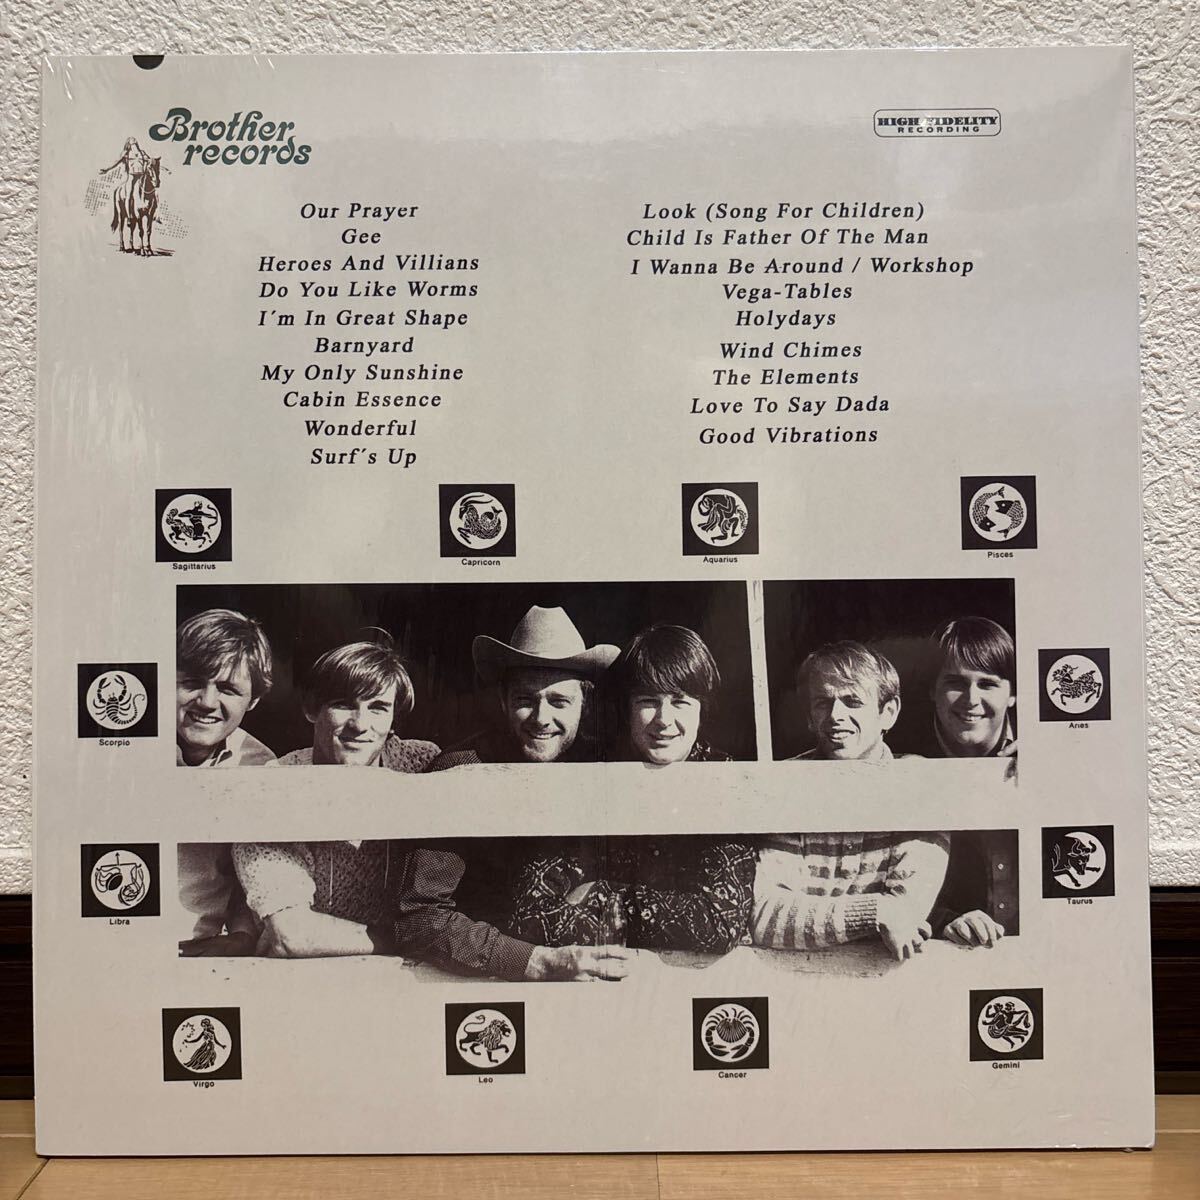 Brother
records
HIGH FIDELITY
RECORDING
Our Prayer
Gee
Heroes And Villians
Do You Like Worms
I´m In Great Shape
Barnyard
My Only Sunshine
Cabin Essence
Wonderful
Surf´s Up
Look (Song For Children)
Child Is Father Of The Man
I Wanna Be Around / Workshop
Vega-Tables
Holydays
Wind Chimes
The Elements
Love To Say Dada
Good Vibrations
Sagittarius
Capricorn
Aquarius
Pisces
Scorpio
Aries
Libra
Taurus
Virgo
Leo
Cancer
Gemini